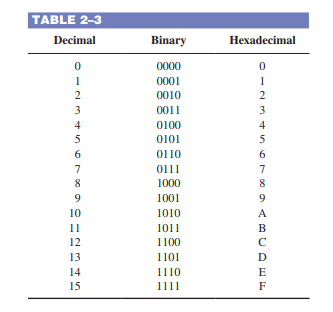 TABLE 2–3
Decimal Binary Hexadecimal
0 0000 0
1 0001 1
2 0010 2
3 0011 3
4 0100 4
5 0101 5
6 0110 6
7 0111 7
8 1000 8
9 1001 9
10 1010 A
11 1011 B
12 1100 C
13 1101 D
14 1110 E
15 1111 F